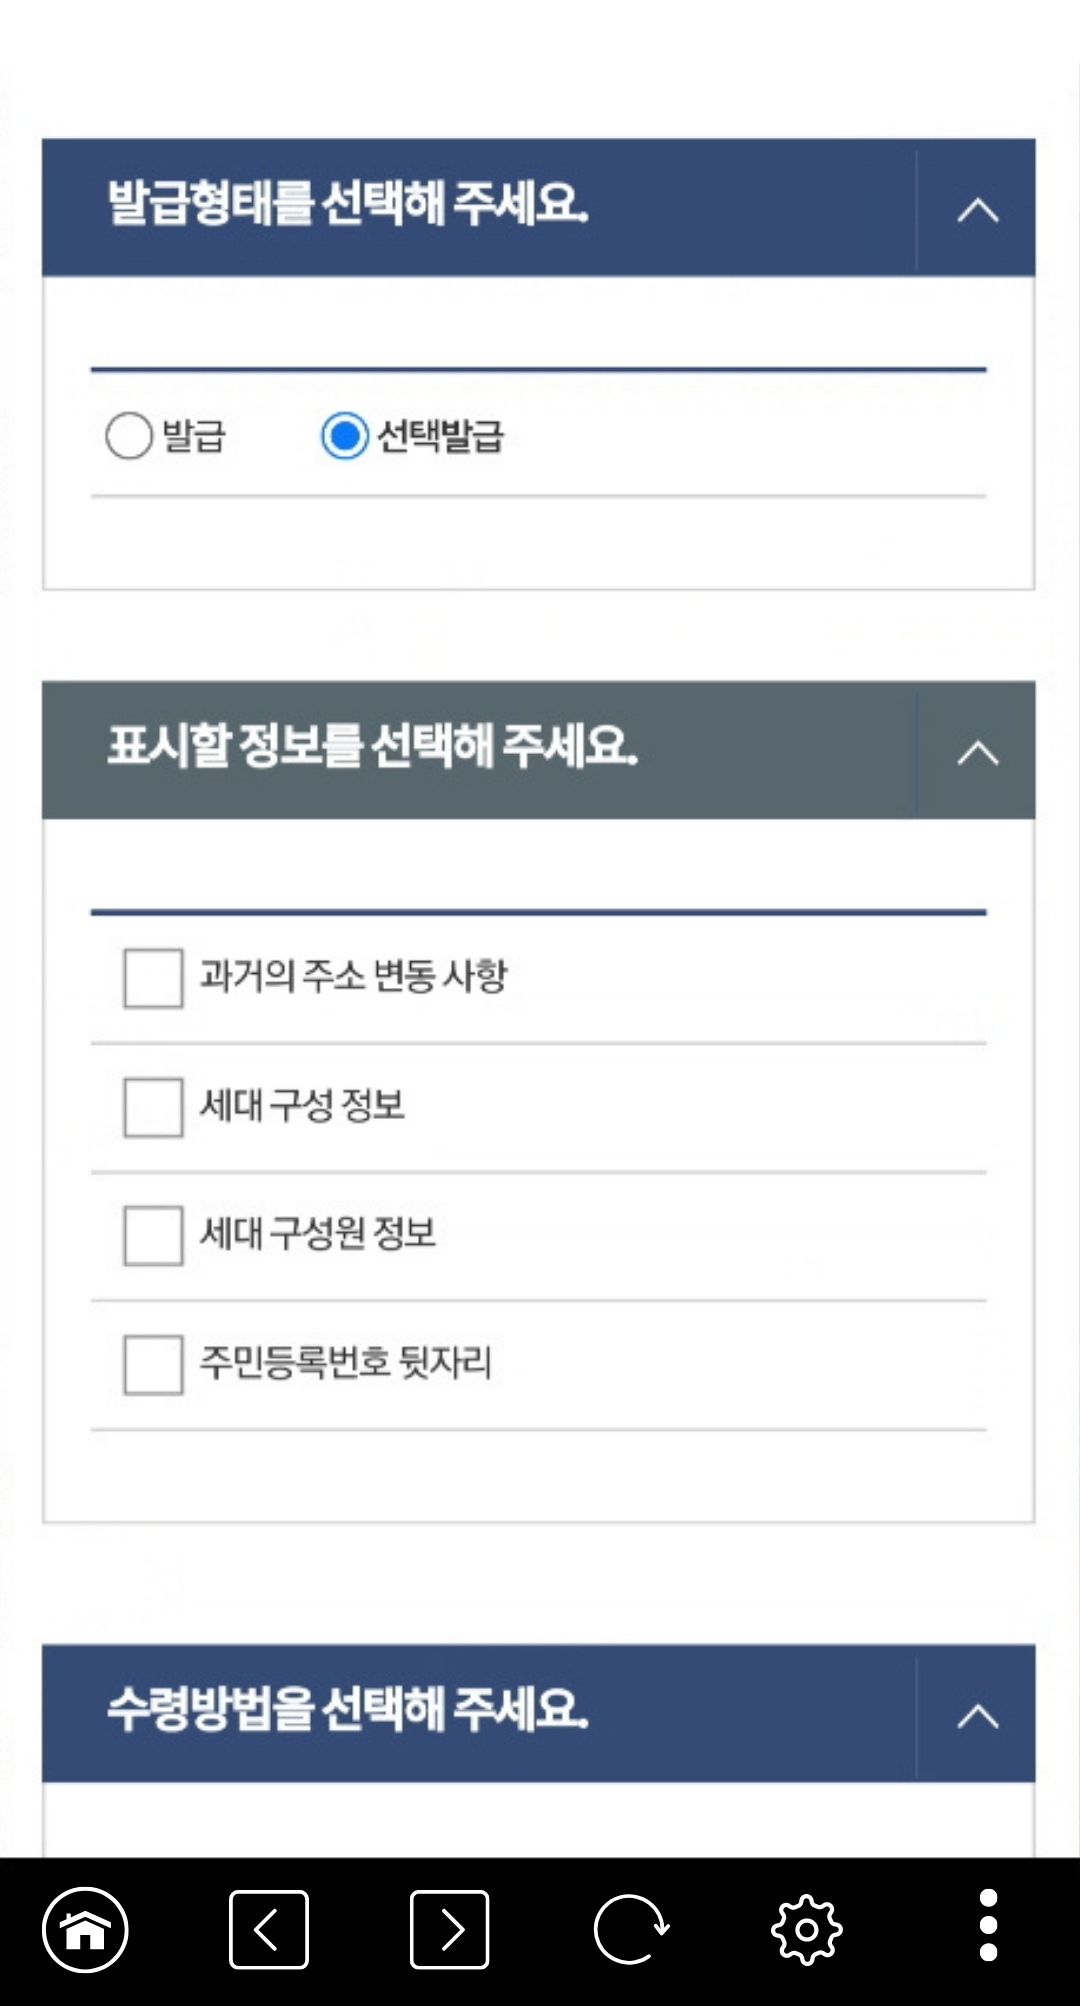 발급형태를 선택해 주세요.
발급
선택발급
표시할 정보를 선택해 주세요.
과거의 주소 변동 사항
세대 구성 정보
세대 구성원 정보
주민등록번호 뒷자리
수령방법을 선택해 주세요.